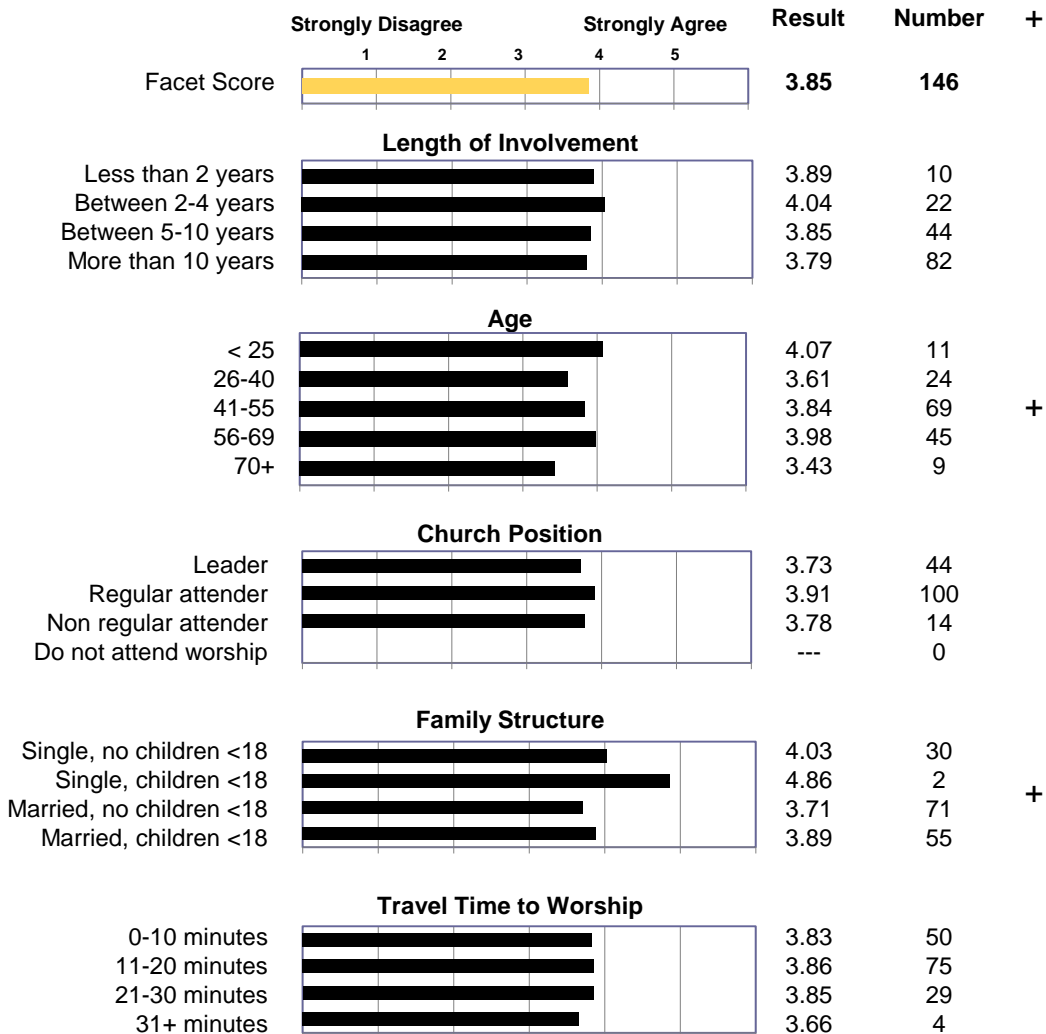 Strongly Disagree Strongly Agree Result Number +
1 2 3 4 5
Facet Score 3.85 146
Length of Involvement
Less than 2 years 3.89 10
Between 2-4 years 4.04 22
Between 5-10 years 3.85 44
More than 10 years 3.79 82
Age
< 25 4.07 11
26-40 3.61 24
41-55 3.84 69 +
56-69 3.98 45
70+ 3.43 9
Church Position
Leader 3.73 44
Regular attender 3.91 100
Non regular attender 3.78 14
Do not attend worship --- 0
Family Structure
Single, no children <18 4.03 30
Single, children <18 4.86 2
+
Married, no children <18 3.71 71
Married, children <18 3.89 55
Travel Time to Worship
0-10 minutes 3.83 50
11-20 minutes 3.86 75
21-30 minutes 3.85 29
31+ minutes 3.66 4